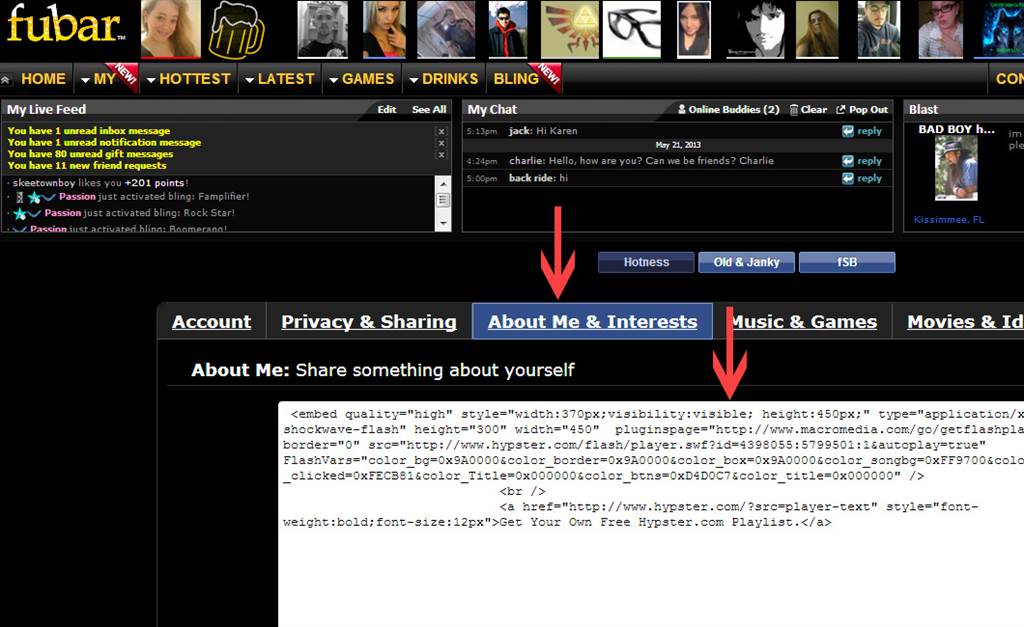 fubar™
HOME MY NEW! HOTTEST LATEST GAMES DRINKS BLING NEW! CON
My Live Feed Edit See All
You have 1 unread inbox message
You have 1 unread notification message
You have 80 unread gift messages
You have 11 new friend requests
skeetownboy likes you +201 points!
Passion just activated bling: Famplifier!
Passion just activated bling: Rock Star!
Passion just activated bling: Boomerang!
My Chat Online Buddies (2) Clear Pop Out
5:13pm jack: Hi Karen reply
May 21, 2013
4:24pm charlie: Hello, how are you? Can we be friends? Charlie reply
5:00pm back ride: hi reply
Blast
BAD BOY h...
im
ple
Kissimmee, FL
Hotness Old & Janky fSB
Account Privacy & Sharing About Me & Interests Music & Games Movies & Id
About Me: Share something about yourself
<embed quality="high" style="width:370px;visibility:visible; height:450px;" type="application/x
shockwave-flash" height="300" width="450" pluginspage="http://www.macromedia.com/go/getflashpla
border="0" src="http://www.hypster.com/flash/player.swf?id=4398055:5799501:1&autoplay=true"
FlashVars="color_bg=0x9A0000&color_border=0x9A0000&color_box=0x9A0000&color_songbg=0xFF9700&colo
_clicked=0xFECB81&color_Title=0x000000&color_btns=0xD4D0C7&color_title=0x000000" />
<br />
<a href="http://www.hypster.com/?src=player-text" style="font-
weight:bold;font-size:12px">Get Your Own Free Hypster.com Playlist.</a>